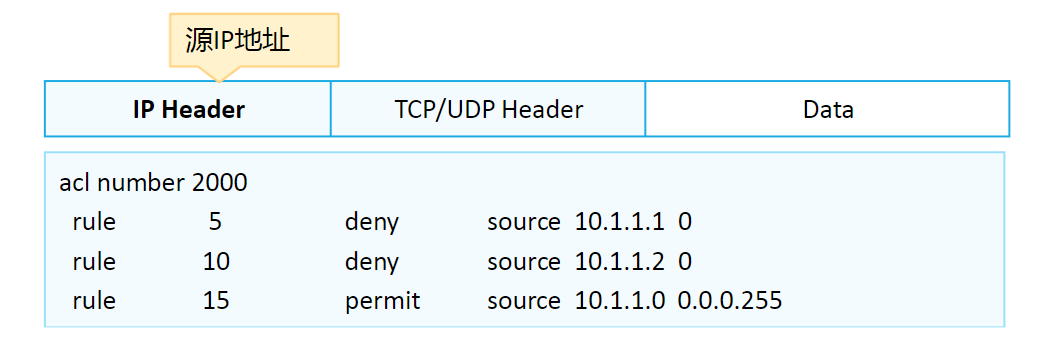 源IP地址
IP Header TCP/UDP Header Data
acl number 2000
rule 5 deny source 10.1.1.1 0
rule 10 deny source 10.1.1.2 0
rule 15 permit source 10.1.1.0 0.0.0.255